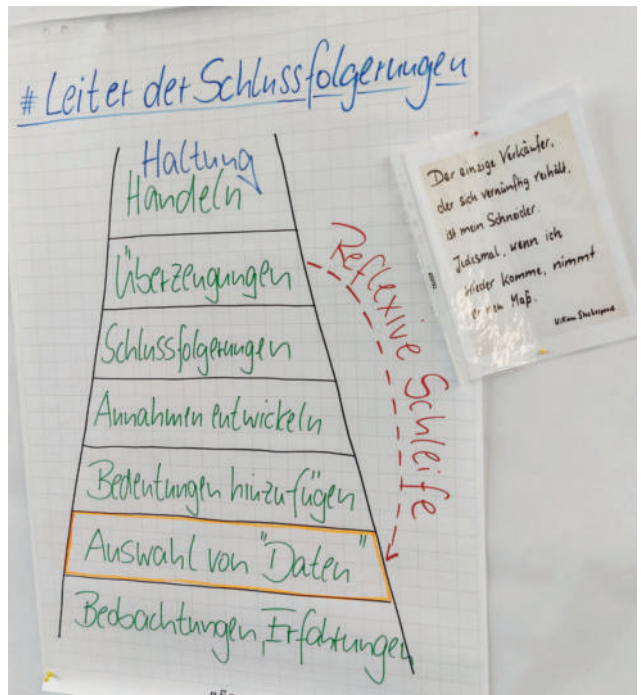 #Leiter der Schlussfolgerungen
Haltung
Handeln
Überzeugungen
Schlussfolgerungen
Annahmen entwickeln
Bedeutungen hinzufügen
Auswahl von "Daten"
Beobachtungen, Erfahrungen
Reflexive Schleife
Der einzige Verkäufer,
der sich vernünftig verhält,
ist mein Schneider.
Jedesmal, wenn ich
wieder komme, nimmt
er neu Maß.
William Shakespeare